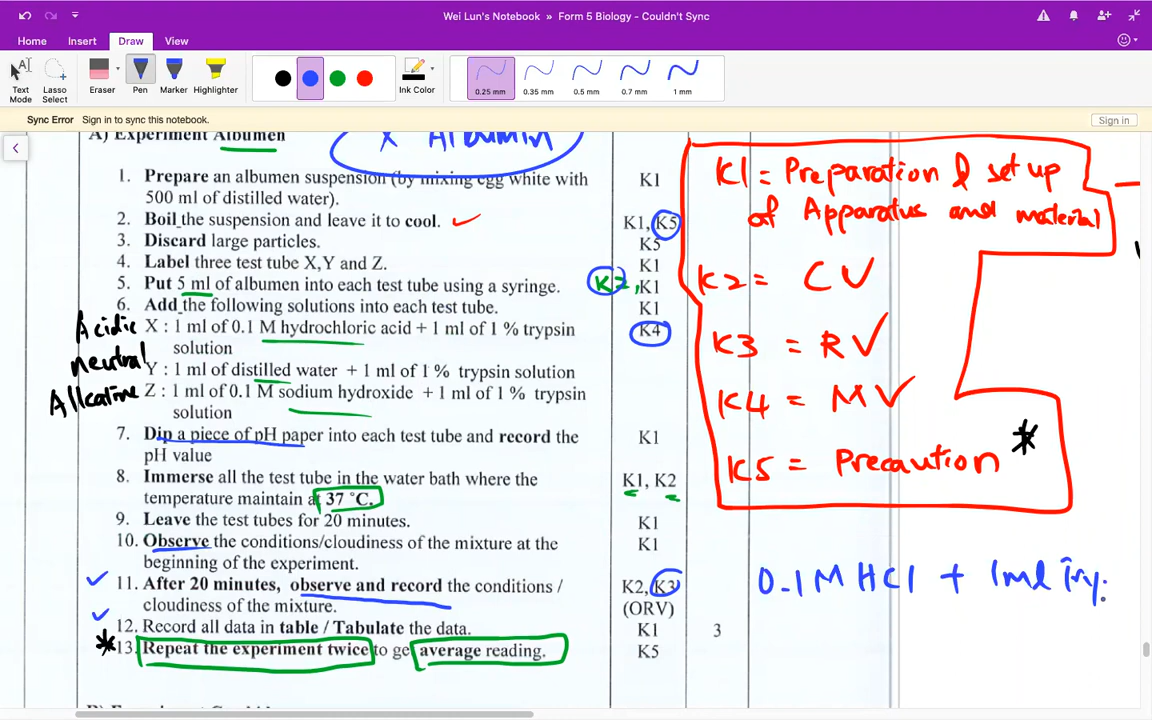 Wei Lun's Notebook » Form 5 Biology - Couldn't Sync
Home Insert Draw View
Text Mode
Lasso Select
Eraser
Pen
Marker
Highlighter
Ink Color
0.25 mm
0.35 mm
0.5 mm
0.7 mm
1 mm
Sync Error Sign in to sync this notebook.
Sign in
A) Experiment Albumen
X Albumin
1. Prepare an albumen suspension (by mixing egg white with K1
500 ml of distilled water).
2. Boil the suspension and leave it to cool. K1, K5
3. Discard large particles. K5
4. Label three test tube X,Y and Z. K1
5. Put 5 ml of albumen into each test tube using a syringe. K2, K1
6. Add the following solutions into each test tube. K1
Acidic X : 1 ml of 0.1 M hydrochloric acid + 1 ml of 1 % trypsin K4
solution
neutral Y : 1 ml of distilled water + 1 ml of 1 % trypsin solution
Alkaline Z : 1 ml of 0.1 M sodium hydroxide + 1 ml of 1 % trypsin
solution
7. Dip a piece of pH paper into each test tube and record the K1
pH value
8. Immerse all the test tube in the water bath where the K1, K2
temperature maintain at 37 °C.
9. Leave the test tubes for 20 minutes. K1
10. Observe the conditions/cloudiness of the mixture at the K1
beginning of the experiment.
11. After 20 minutes, observe and record the conditions / K2, K3
cloudiness of the mixture. (ORV)
12. Record all data in table / Tabulate the data. K1 3
*13. Repeat the experiment twice to ge average reading. K5
K1 = Preparation & set up
of Apparatus and material
K2 = CV
K3 = RV
K4 = MV
K5 = Precaution *
0.1M HCl + 1ml Try.